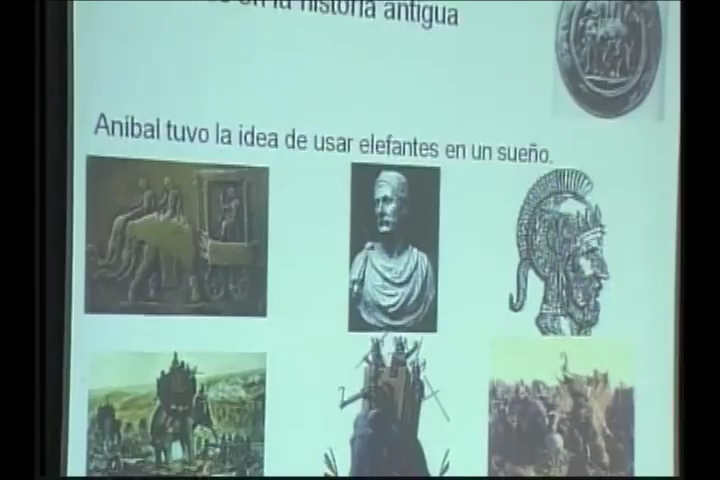 en la historia antigua
Aníbal tuvo la idea de usar elefantes en un sueño.